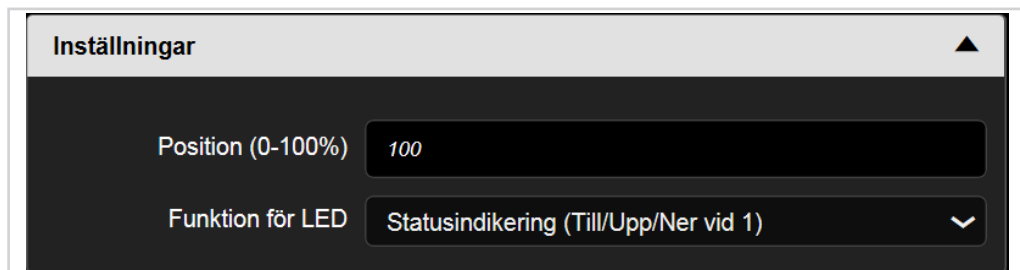 Inställningar
Position (0-100%) 100
Funktion för LED Statusindikering (Till/Upp/Ner vid 1)